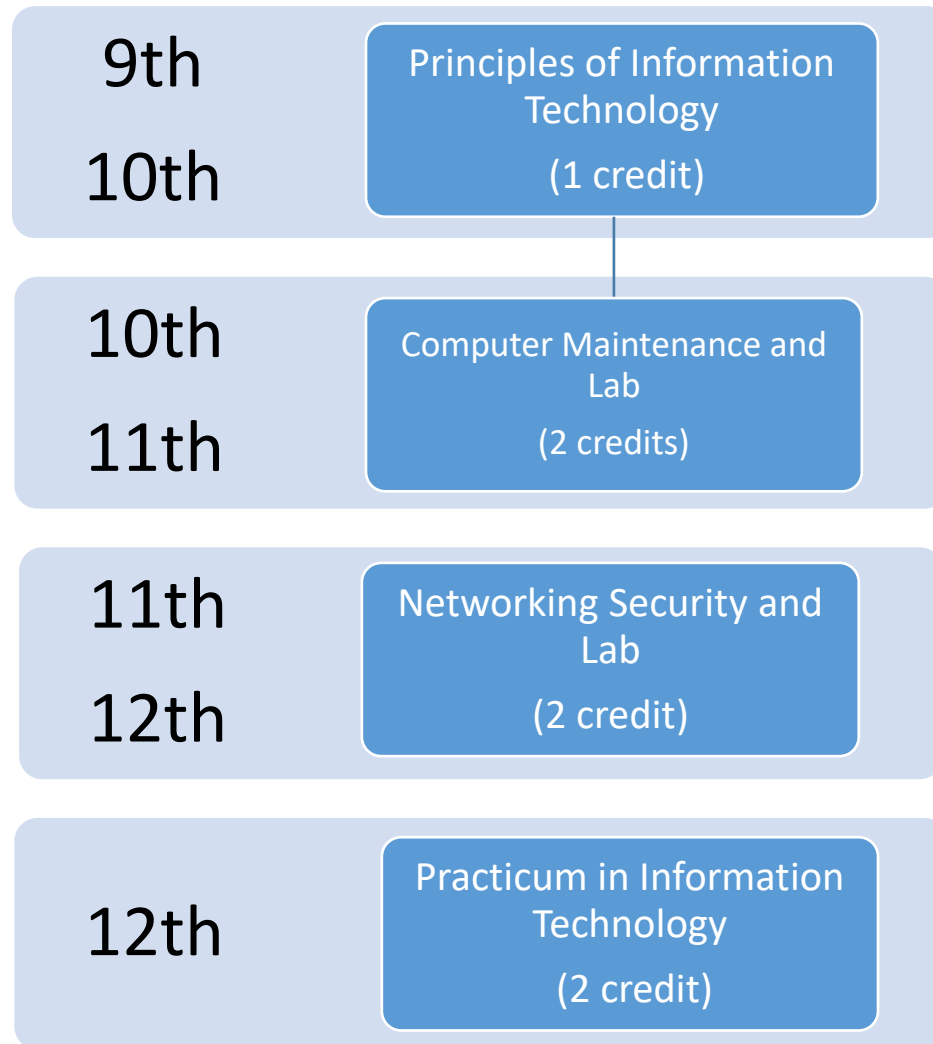 9th
10th
Principles of Information
Technology
(1 credit)
10th
11th
Computer Maintenance and
Lab
(2 credits)
11th
12th
Networking Security and
Lab
(2 credit)
12th
Practicum in Information
Technology
(2 credit)